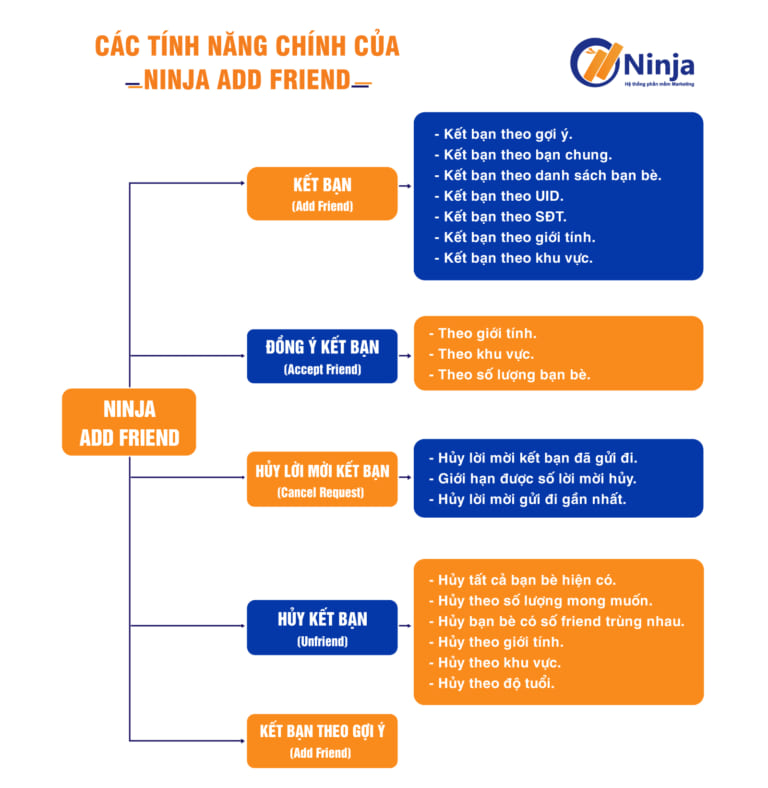 CÁC TÍNH NĂNG CHÍNH CỦA
NINJA ADD FRIEND
Ninja
Hệ thống phần mềm Marketing
KẾT BẠN
(Add Friend)
- Kết bạn theo gợi ý.
- Kết bạn theo bạn chung.
- Kết bạn theo danh sách bạn bè.
- Kết bạn theo UID.
- Kết bạn theo SĐT.
- Kết bạn theo giới tính.
- Kết bạn theo khu vực.
ĐỒNG Ý KẾT BẠN
(Accept Friend)
- Theo giới tính.
- Theo khu vực.
- Theo số lượng bạn bè.
NINJA
ADD FRIEND
HỦY LỜI MỜI KẾT BẠN
(Cancel Request)
- Hủy lời mời kết bạn đã gửi đi.
- Giới hạn được số lời mời hủy.
- Hủy lời mời gửi đi gần nhất.
HỦY KẾT BẠN
(Unfriend)
- Hủy tất cả bạn bè hiện có.
- Hủy theo số lượng mong muốn.
- Hủy bạn bè có số friend trùng nhau.
- Hủy theo giới tính.
- Hủy theo khu vực.
- Hủy theo độ tuổi.
KẾT BẠN THEO GỢI Ý
(Add Friend)